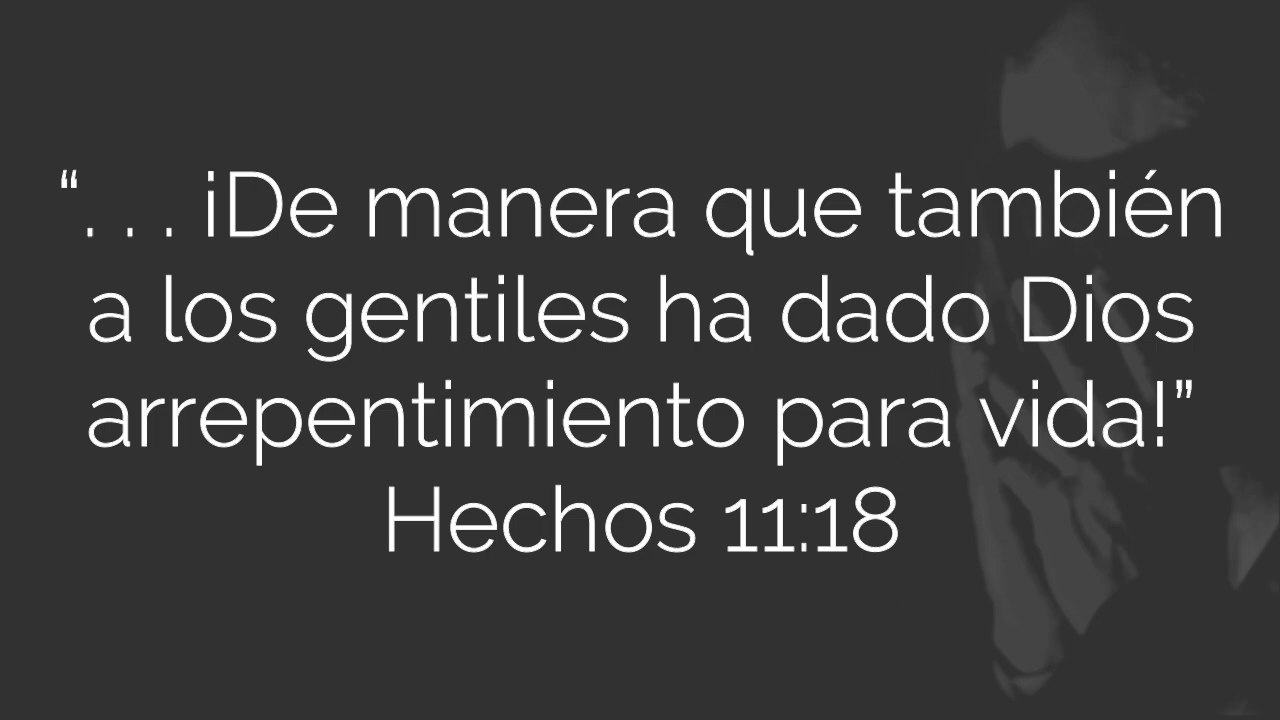 “. . . ¡De manera que también
a los gentiles ha dado Dios
arrepentimiento para vida!”
Hechos 11:18